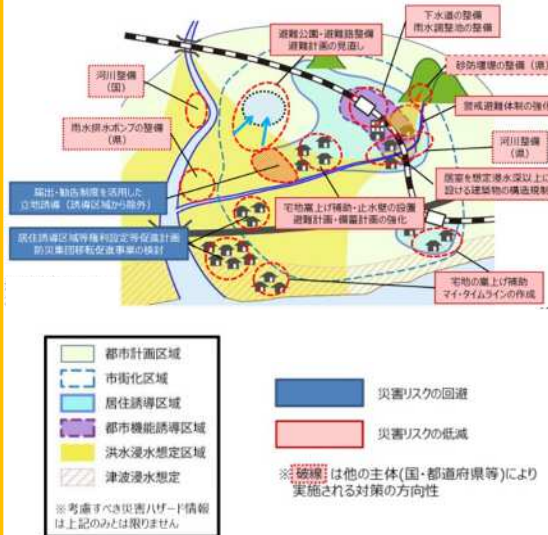 下水道の整備
雨水調整池の整備
避難公園・避難路整備
避難計画の見直し
砂防堰堤の整備（県）
河川整備
（国）
警戒避難体制の強化
雨水排水ポンプの整備
（県）
河川整備
（県）
居室を想定浸水深以上に
設ける建築物の構造規制
届出・勧告制度を活用した
立地誘導（誘導区域から除外）
宅地嵩上げ補助・止水壁の設置
避難計画・備蓄計画の強化
居住誘導区域等権利設定等促進計画
防災集団移転促進事業の検討
宅地の嵩上げ補助
マイ・タイムラインの作成
都市計画区域
市街化区域
居住誘導区域
都市機能誘導区域
洪水浸水想定区域
津波浸水想定
※考慮すべき災害ハザード情報
は上記のみとは限りません
災害リスクの回避
災害リスクの低減
※破線は他の主体(国・都道府県等)により
実施される対策の方向性